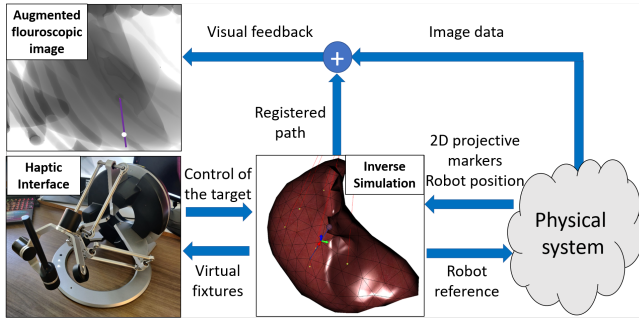 Augmented
flouroscopic
image
Visual feedback
+
Image data
Registered
path
Haptic
Interface
Control of
the target
Inverse
Simulation
2D projective
markers
Robot position
Physical
system
Virtual
fixtures
Robot
reference